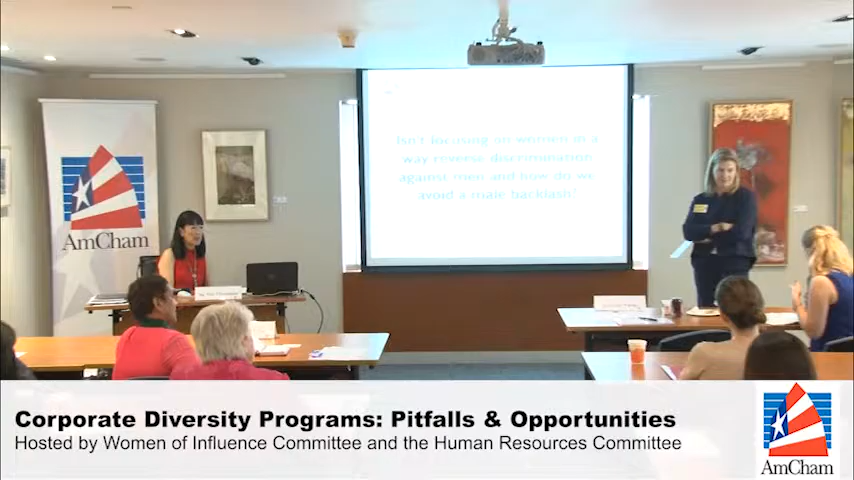 Isn't focusing on women in a
way reverse discrimination
against men and how do we
avoid a male backlash?
AmCham
Corporate Diversity Programs: Pitfalls & Opportunities
Hosted by Women of Influence Committee and the Human Resources Committee
AmCham